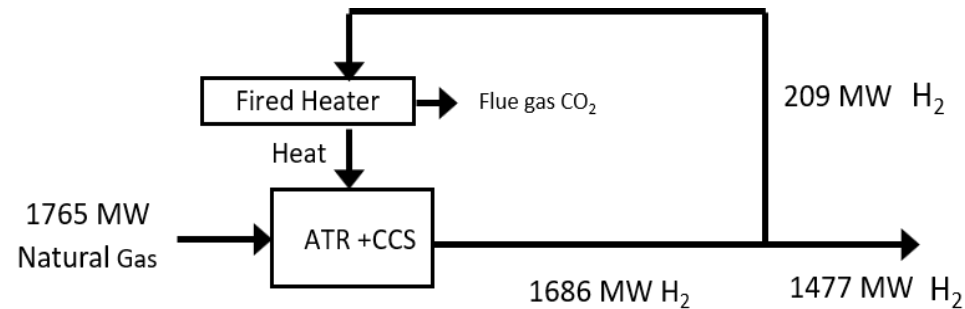 209 MW H₂
Fired Heater
Flue gas CO₂
Heat
1765 MW
Natural Gas
ATR +CCS
1686 MW H₂
1477 MW H₂